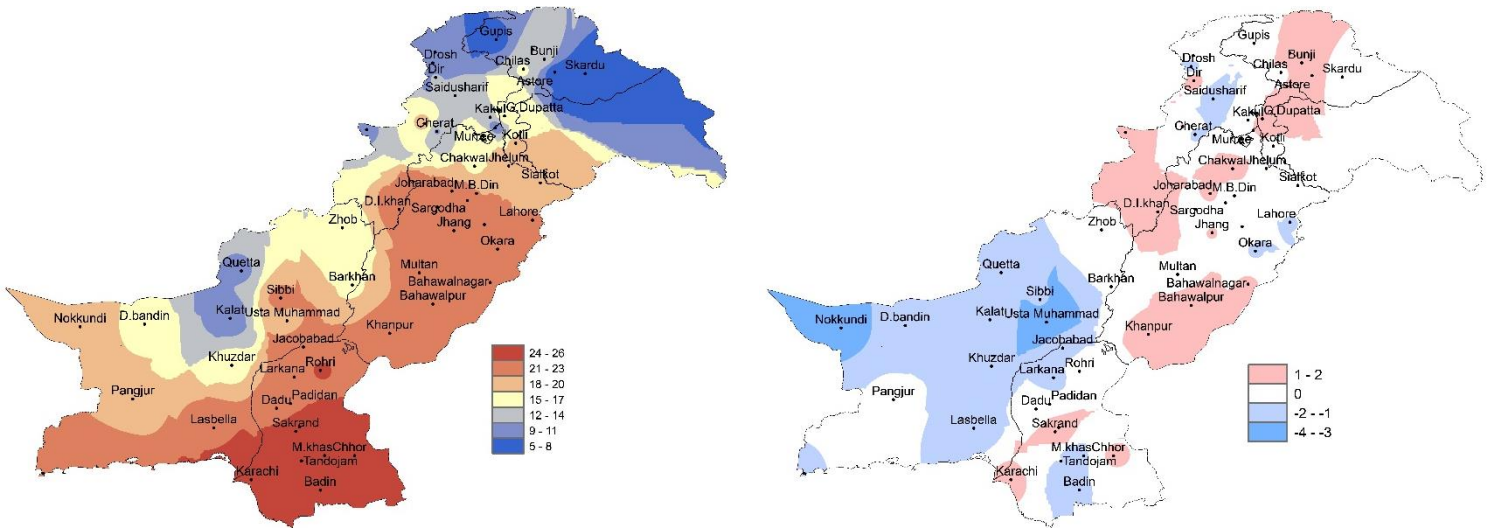 Gupis
Drosh
Dir
Bunji
Chilas
Skardu
Astore
Saidusharif
Kakul
G.Dupatta
Cherat
Murree
Kotli
Chakwal
Jhelum
Sialkot
Joharabad
M.B.Din
D.I.khan
Sargodha
Lahore
Jhang
Zhob
Okara
Quetta
Multan
Barkhan
Bahawalnagar
Sibbi
Bahawalpur
Nokkundi
D.bandin
Kalat
Usta Muhammad
Khanpur
Jacobabad
Khuzdar
Rohri
Larkana
Pangjur
Padidan
Dadu
Lasbella
Sakrand
M.khas
Chhor
Tandojam
Karachi
Badin
24 - 26
21 - 23
18 - 20
15 - 17
12 - 14
9 - 11
5 - 8
Gupis
Drosh
Dir
Bunji
Chilas
Skardu
Astore
Saidusharif
Kakul
G.Dupatta
Cherat
Murree
Kotli
Chakwal
Jhelum
Sialkot
Joharabad
M.B.Din
D.I.khan
Sargodha
Lahore
Jhang
Zhob
Okara
Quetta
Multan
Barkhan
Bahawalnagar
Sibbi
Bahawalpur
Nokkundi
D.bandin
Kalat
Usta Muhammad
Khanpur
Jacobabad
Khuzdar
Rohri
Larkana
Pangjur
Padidan
Dadu
Lasbella
Sakrand
M.khas
Chhor
Tandojam
Karachi
Badin
1 - 2
0
-2 - -1
-4 - -3